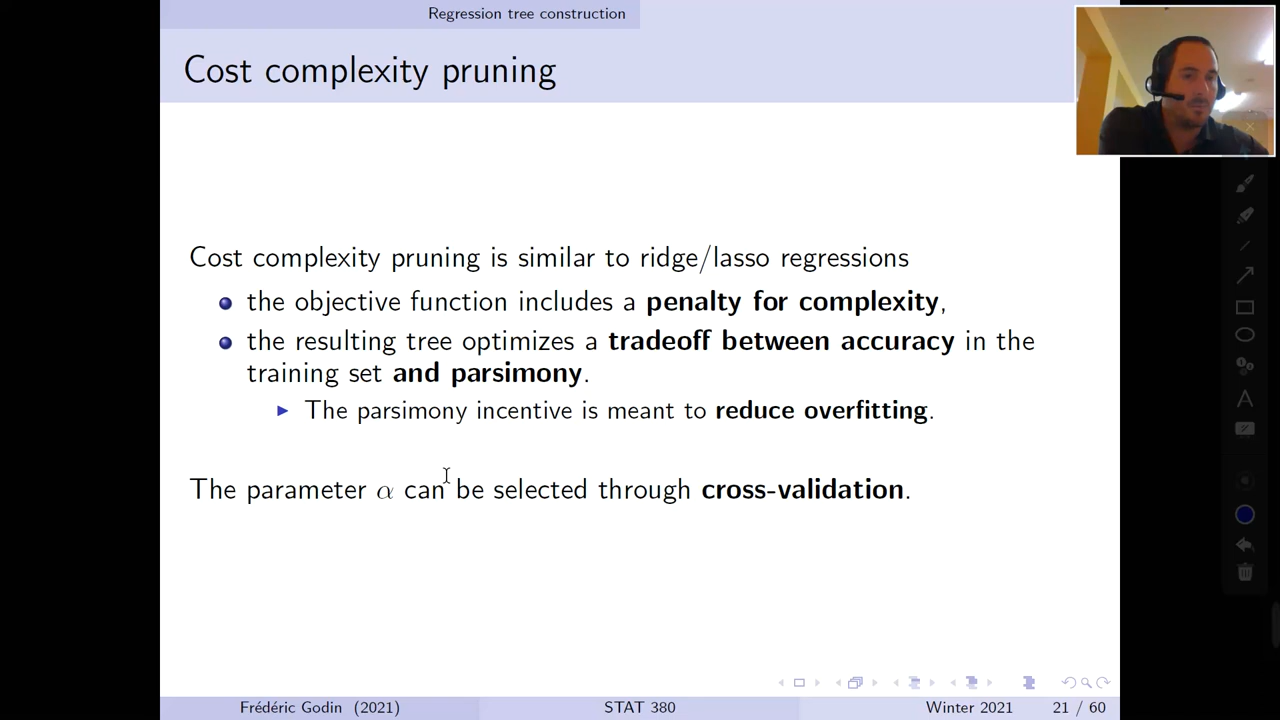 Regression tree construction
Cost complexity pruning
Cost complexity pruning is similar to ridge/lasso regressions
the objective function includes a penalty for complexity,
the resulting tree optimizes a tradeoff between accuracy in the
training set and parsimony.
The parsimony incentive is meant to reduce overfitting.
The parameter α can be selected through cross-validation.
Frédéric Godin (2021) STAT 380 Winter 2021 21 / 60